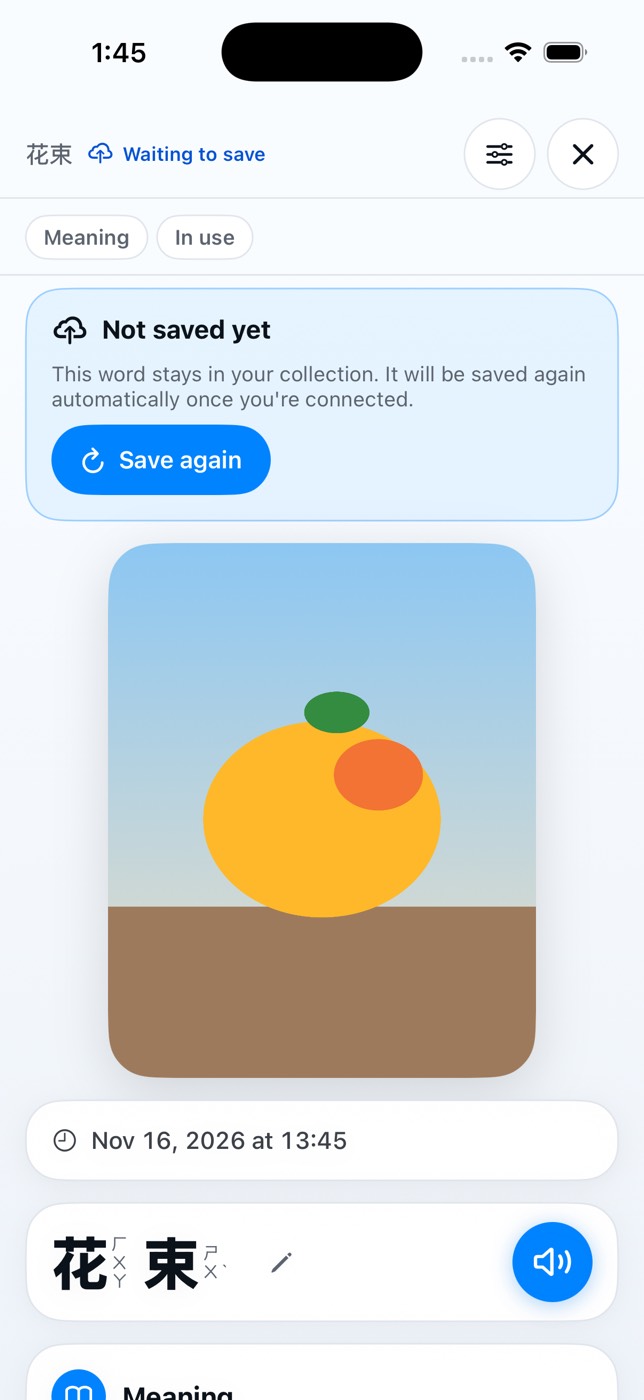 1:45
花束 Waiting to save
Meaning In use
Not saved yet
This word stays in your collection. It will be saved again
automatically once you're connected.
Save again
Nov 16, 2026 at 13:45
花ㄏㄨㄚ 束ㄕㄨˋ
Meaning